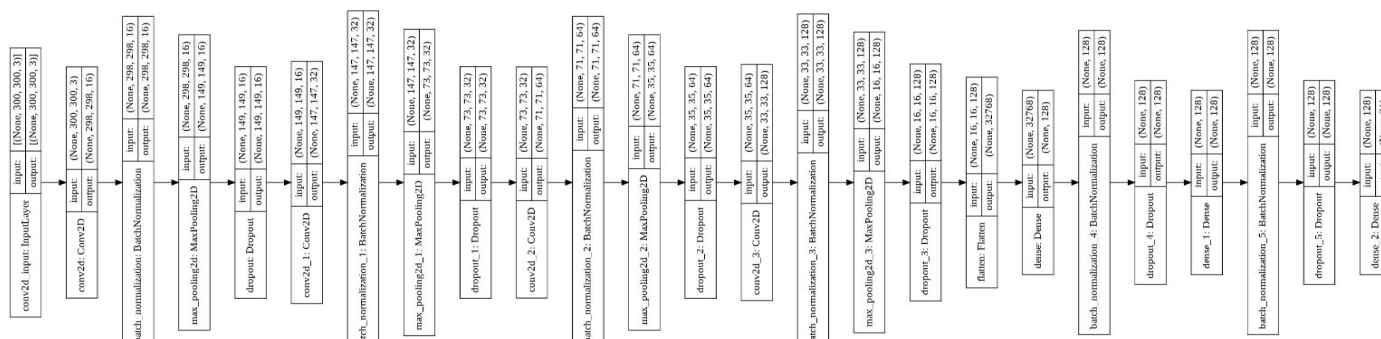 conv2d_input: InputLayer
input:
output:
[(None, 300, 300, 3)]
[(None, 300, 300, 3)]
conv2d: Conv2D
input:
output:
(None, 300, 300, 3)
(None, 298, 298, 16)
batch_normalization: BatchNormalization
input:
output:
(None, 298, 298, 16)
(None, 298, 298, 16)
max_pooling2d: MaxPooling2D
input:
output:
(None, 298, 298, 16)
(None, 149, 149, 16)
dropout: Dropout
input:
output:
(None, 149, 149, 16)
(None, 149, 149, 16)
conv2d_1: Conv2D
input:
output:
(None, 149, 149, 16)
(None, 147, 147, 32)
tch_normalization_1: BatchNormalization
input:
output:
(None, 147, 147, 32)
(None, 147, 147, 32)
max_pooling2d_1: MaxPooling2D
input:
output:
(None, 147, 147, 32)
(None, 73, 73, 32)
dropout_1: Dropout
input:
output:
(None, 73, 73, 32)
(None, 73, 73, 32)
conv2d_2: Conv2D
input:
output:
(None, 73, 73, 32)
(None, 71, 71, 64)
atch_normalization_2: BatchNormalization
input:
output:
(None, 71, 71, 64)
(None, 71, 71, 64)
max_pooling2d_2: MaxPooling2D
input:
output:
(None, 71, 71, 64)
(None, 35, 35, 64)
dropout_2: Dropout
input:
output:
(None, 35, 35, 64)
(None, 35, 35, 64)
conv2d_3: Conv2D
input:
output:
(None, 35, 35, 64)
(None, 33, 33, 128)
tch_normalization_3: BatchNormalization
input:
output:
(None, 33, 33, 128)
(None, 33, 33, 128)
max_pooling2d_3: MaxPooling2D
input:
output:
(None, 33, 33, 128)
(None, 16, 16, 128)
dropout_3: Dropout
input:
output:
(None, 16, 16, 128)
(None, 16, 16, 128)
flatten: Flatten
input:
output:
(None, 16, 16, 128)
(None, 32768)
dense: Dense
input:
output:
(None, 32768)
(None, 128)
batch_normalization_4: BatchNormalization
input:
output:
(None, 128)
(None, 128)
dropout_4: Dropout
input:
output:
(None, 128)
(None, 128)
dense_1: Dense
input:
output:
(None, 128)
(None, 128)
batch_normalization_5: BatchNormalization
input:
output:
(None, 128)
(None, 128)
dropout_5: Dropout
input:
output:
(None, 128)
(None, 128)
dense_2: Dense
input:
(None, 128)